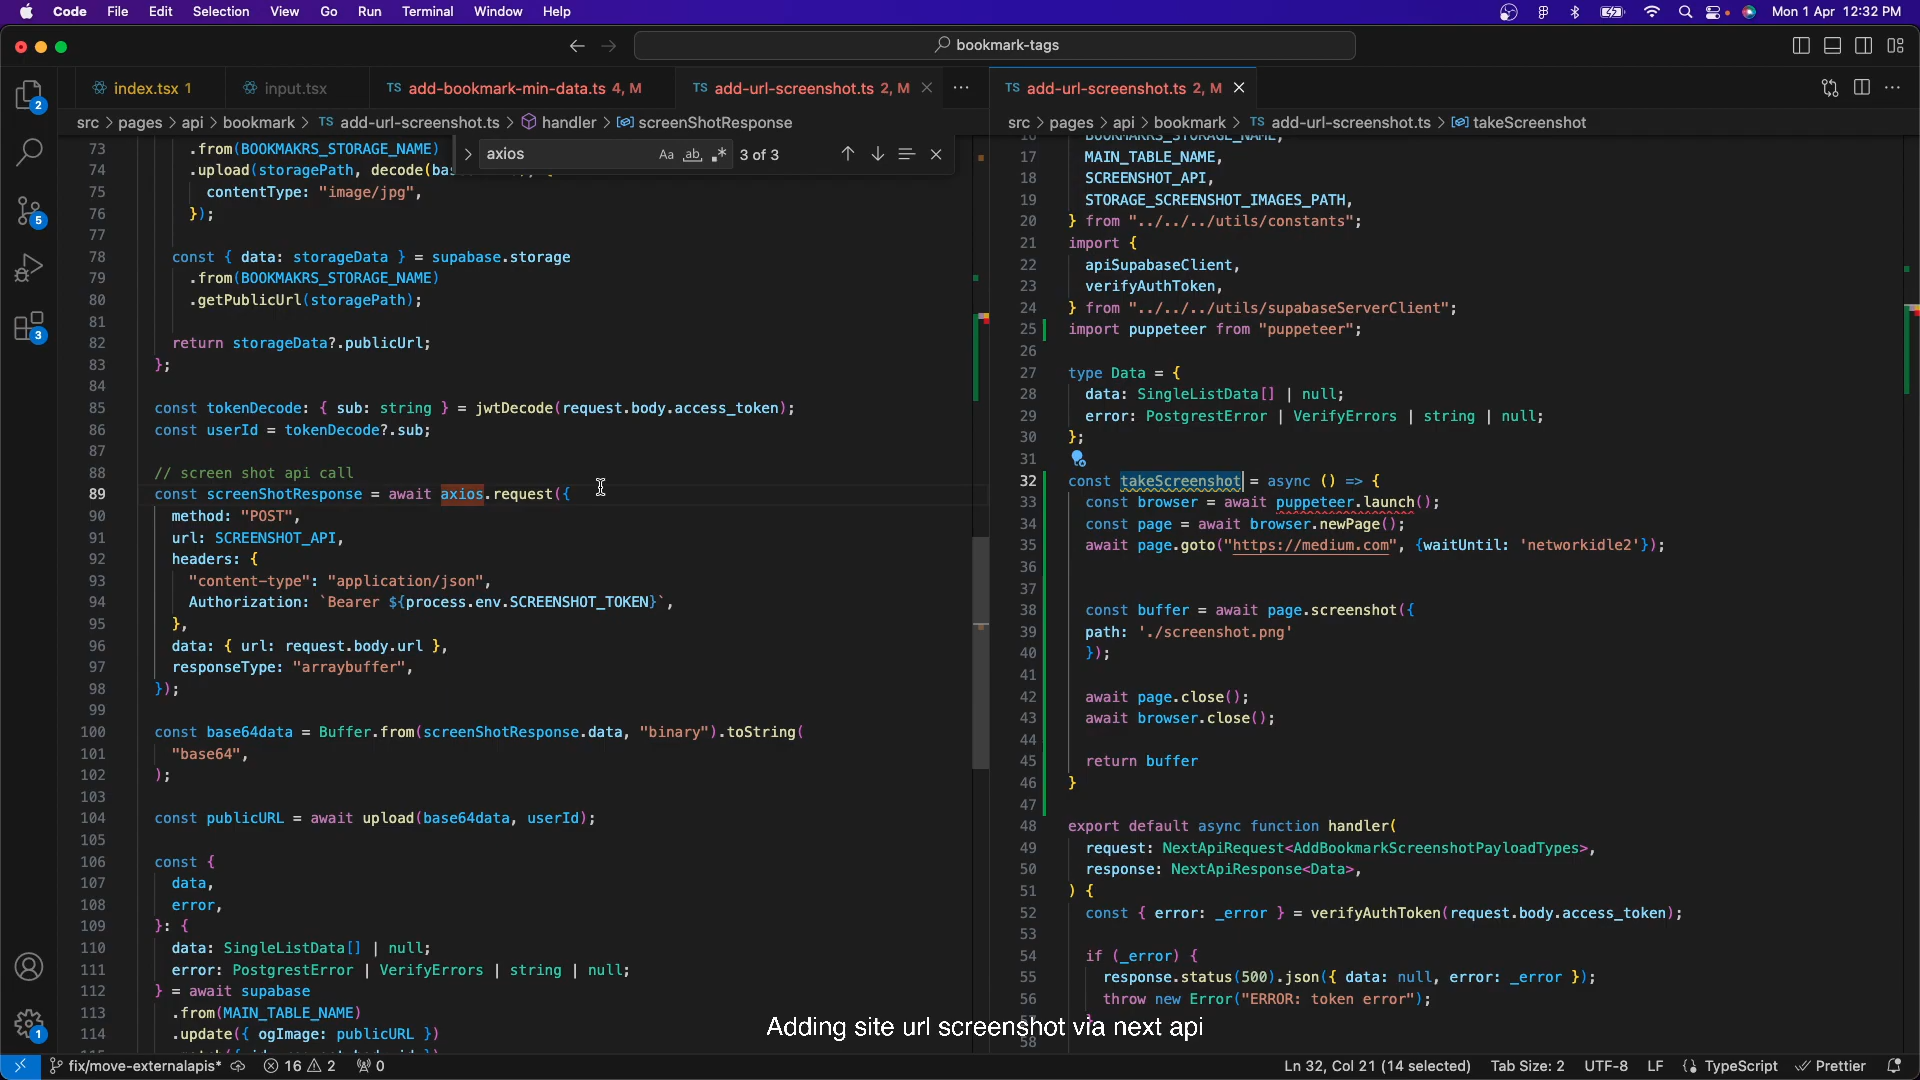 Code File Edit Selection View Go Run Terminal Window Help Mon 1 Apr 12:32 PM
bookmark-tags
index.tsx 1 input.tsx TS add-bookmark-min-data.ts 4, M TS add-url-screenshot.ts 2, M
TS add-url-screenshot.ts 2, M
src > pages > api > bookmark > TS add-url-screenshot.ts > handler > screenShotResponse
axios Aa ab 3 of 3
73 .from(BOOKMAKRS_STORAGE_NAME)
74 .upload(storagePath, decode(
75 contentType: "image/jpg",
76 });
77
78 const { data: storageData } = supabase.storage
79 .from(BOOKMAKRS_STORAGE_NAME)
80 .getPublicUrl(storagePath);
81
82 return storageData?.publicUrl;
83 };
84
85 const tokenDecode: { sub: string } = jwtDecode(request.body.access_token);
86 const userId = tokenDecode?.sub;
87
88 // screen shot api call
89 const screenShotResponse = await axios.request({
90 method: "POST",
91 url: SCREENSHOT_API,
92 headers: {
93 "content-type": "application/json",
94 Authorization: `Bearer ${process.env.SCREENSHOT_TOKEN}`,
95 },
96 data: { url: request.body.url },
97 responseType: "arraybuffer",
98 });
99
100 const base64data = Buffer.from(screenShotResponse.data, "binary").toString(
101 "base64",
102 );
103
104 const publicURL = await upload(base64data, userId);
105
106 const {
107 data,
108 error,
109 }: {
110 data: SingleListData[] | null;
111 error: PostgrestError | VerifyErrors | string | null;
112 } = await supabase
113 .from(MAIN_TABLE_NAME)
114 .update({ ogImage: publicURL })
src > pages > api > bookmark > TS add-url-screenshot.ts > takeScreenshot
16 BOOKMAKRS_STORAGE_NAME,
17 MAIN_TABLE_NAME,
18 SCREENSHOT_API,
19 STORAGE_SCREENSHOT_IMAGES_PATH,
20 } from "../../../utils/constants";
21 import {
22 apiSupabaseClient,
23 verifyAuthToken,
24 } from "../../../utils/supabaseServerClient";
25 import puppeteer from "puppeteer";
26
27 type Data = {
28 data: SingleListData[] | null;
29 error: PostgrestError | VerifyErrors | string | null;
30 };
31
32 const takeScreenshot = async () => {
33 const browser = await puppeteer.launch();
34 const page = await browser.newPage();
35 await page.goto("https://medium.com", {waitUntil: 'networkidle2'});
36
37
38 const buffer = await page.screenshot({
39 path: './screenshot.png'
40 });
41
42 await page.close();
43 await browser.close();
44
45 return buffer
46 }
47
48 export default async function handler(
49 request: NextApiRequest<AddBookmarkScreenshotPayloadTypes>,
50 response: NextApiResponse<Data>,
51 ) {
52 const { error: _error } = verifyAuthToken(request.body.access_token);
53
54 if (_error) {
55 response.status(500).json({ data: null, error: _error });
56 throw new Error("ERROR: token error");
58
2
5
3
1
Adding site url screenshot via next api
fix/move-externalapis* 16 2 0 Ln 32, Col 21 (14 selected) Tab Size: 2 UTF-8 LF {} TypeScript Prettier